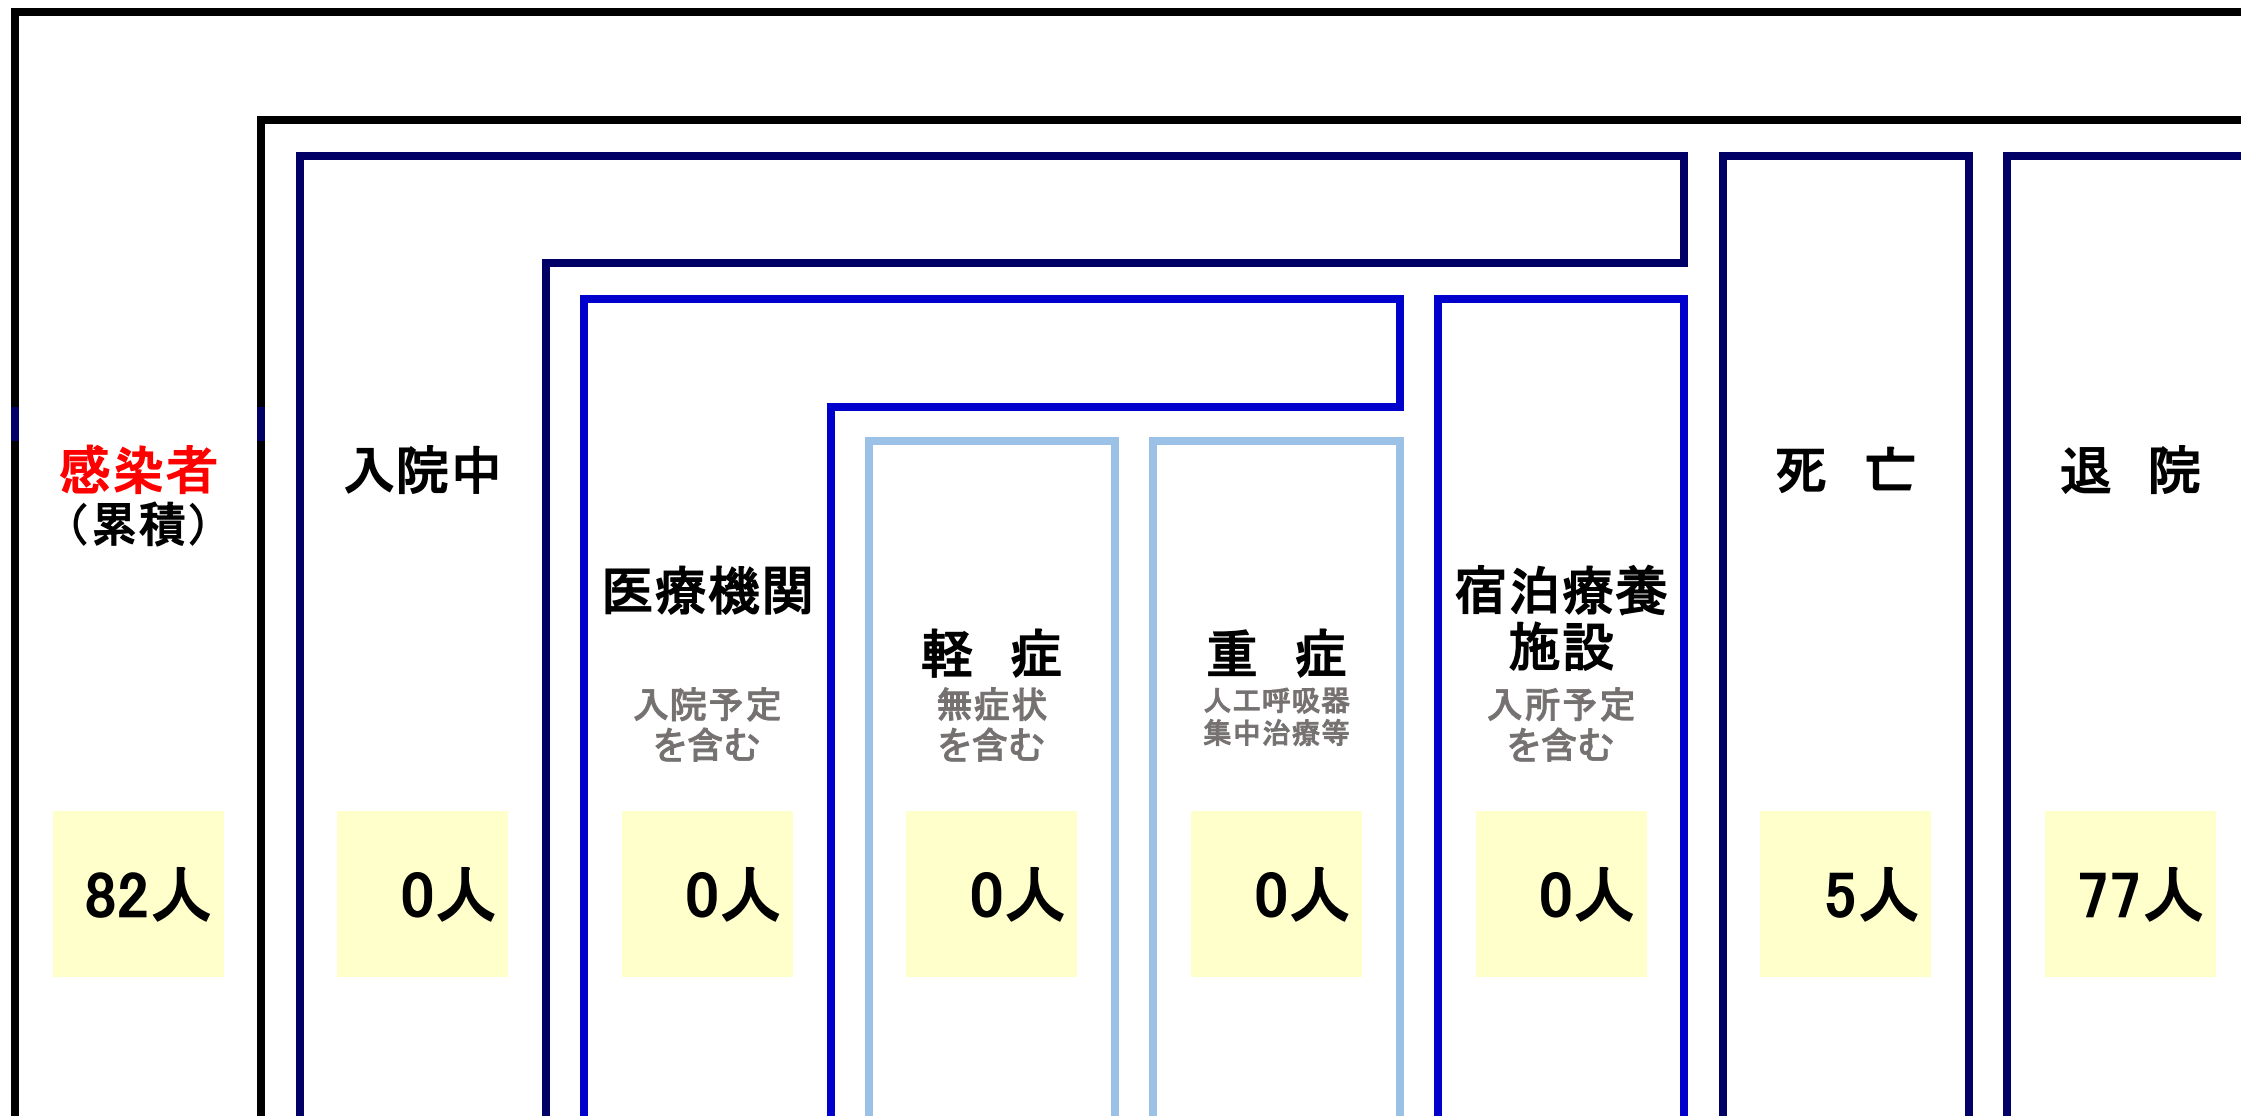 感染者
（累積）
82人
入院中
0人
医療機関
入院予定
を含む
0人
軽　症
無症状
を含む
0人
重　症
人工呼吸器
集中治療等
0人
宿泊療養
施設
入所予定
を含む
0人
死　亡
5人
退　院
77人